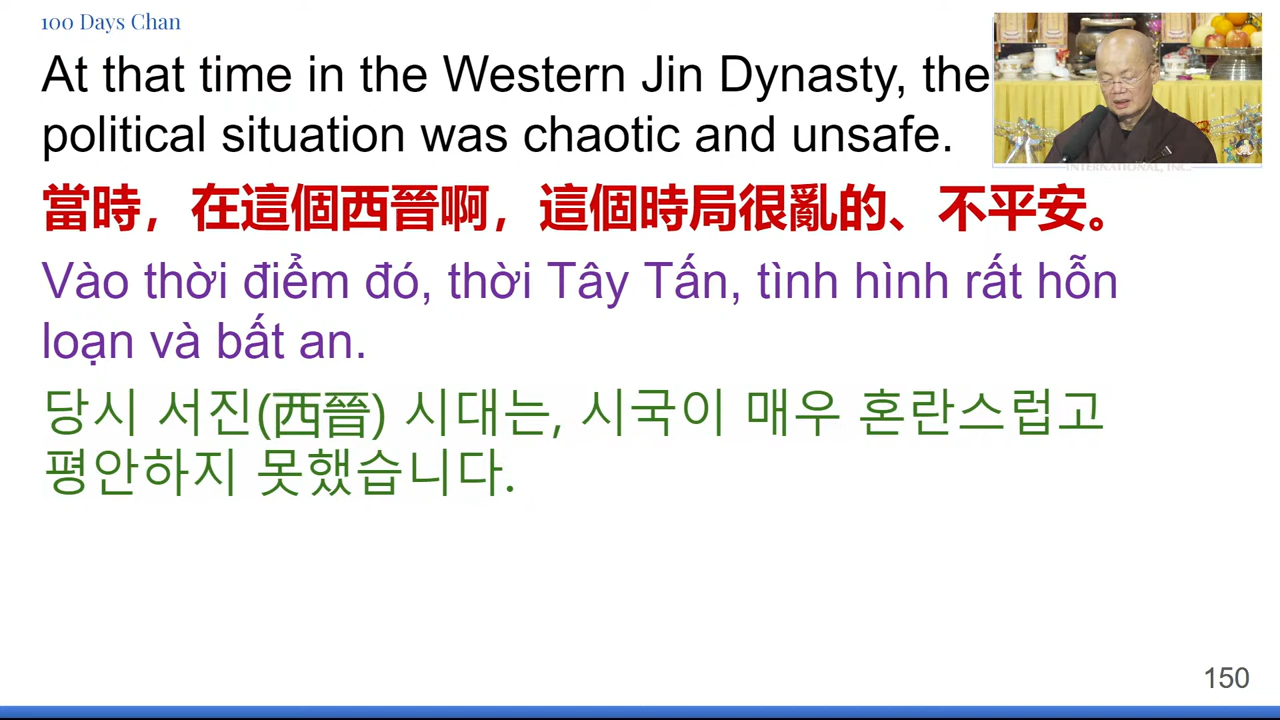 100 Days Chan
At that time in the Western Jin Dynasty, the
political situation was chaotic and unsafe.
當時，在這個西晉啊，這個時局很亂的、不平安。
Vào thời điểm đó, thời Tây Tấn, tình hình rất hỗn
loạn và bất an.
당시 서진(西晉) 시대는, 시국이 매우 혼란스럽고
평안하지 못했습니다.
INTERNATIONAL, INC.
150